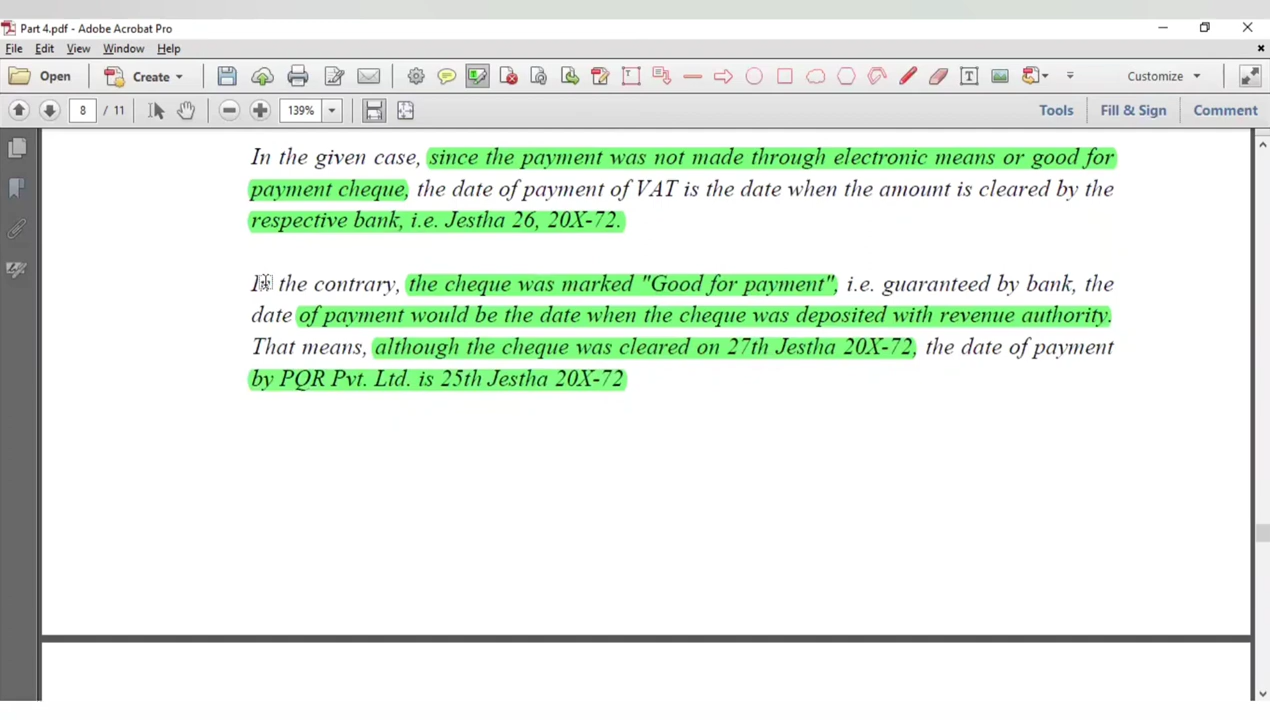 Part 4.pdf - Adobe Acrobat Pro
File Edit View Window Help
Open Create Customize
8 / 11 139% Tools Fill & Sign Comment
In the given case, since the payment was not made through electronic means or good for
payment cheque, the date of payment of VAT is the date when the amount is cleared by the
respective bank, i.e. Jestha 26, 20X-72.
the contrary, the cheque was marked "Good for payment", i.e. guaranteed by bank, the
date of payment would be the date when the cheque was deposited with revenue authority.
That means, although the cheque was cleared on 27th Jestha 20X-72, the date of payment
by PQR Pvt. Ltd. is 25th Jestha 20X-72